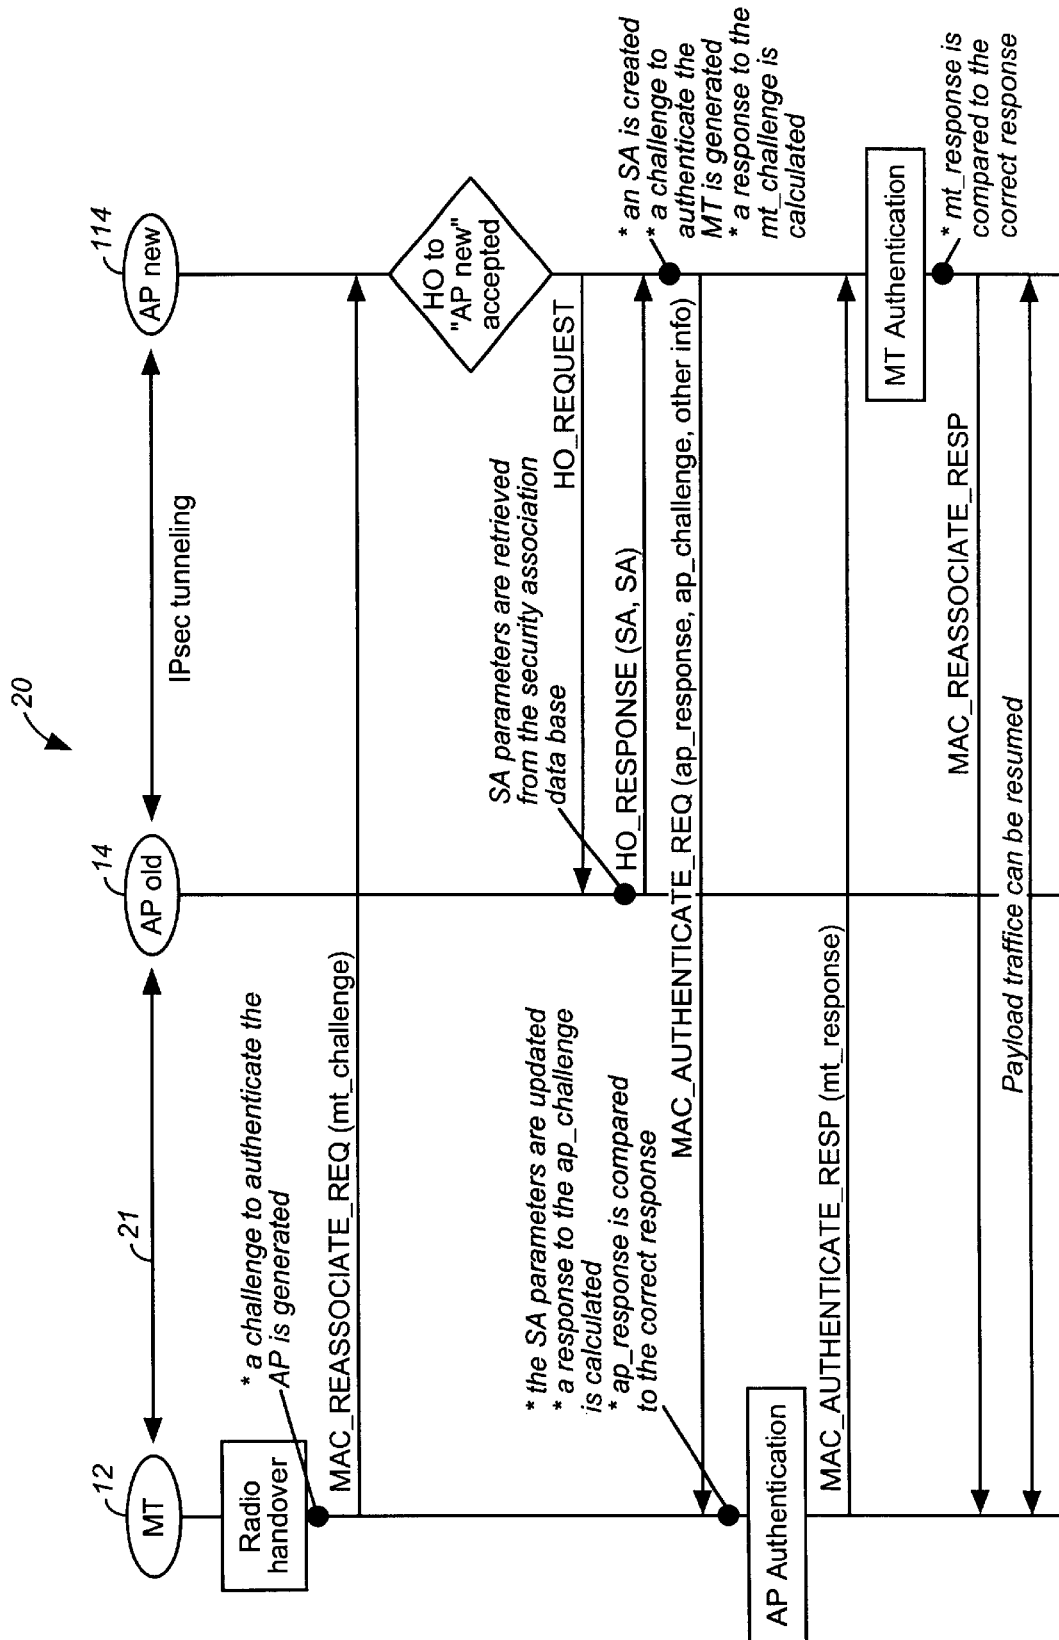 20
12
MT
21
14
AP old
IPsec tunneling
114
AP new
Radio
handover
* a challenge to authenticate the
AP is generated
MAC_REASSOCIATE_REQ (mt_challenge)
HO to
"AP new"
accepted
HO_REQUEST
SA parameters are retrieved
from the security association
data base
HO_RESPONSE (SA, SA)
* an SA is created
* a challenge to
authenticate the
MT is generated
* a response to the
mt_challenge is
calculated
MAC_AUTHENTICATE_REQ (ap_response, ap_challenge, other info)
* the SA parameters are updated
* a response to the ap_challenge
is calculated
* ap_response is compared
to the correct response
AP Authentication
MAC_AUTHENTICATE_RESP (mt_response)
MT Authentication
* mt_response is
compared to the
correct response
MAC_REASSOCIATE_RESP
Payload traffice can be resumed